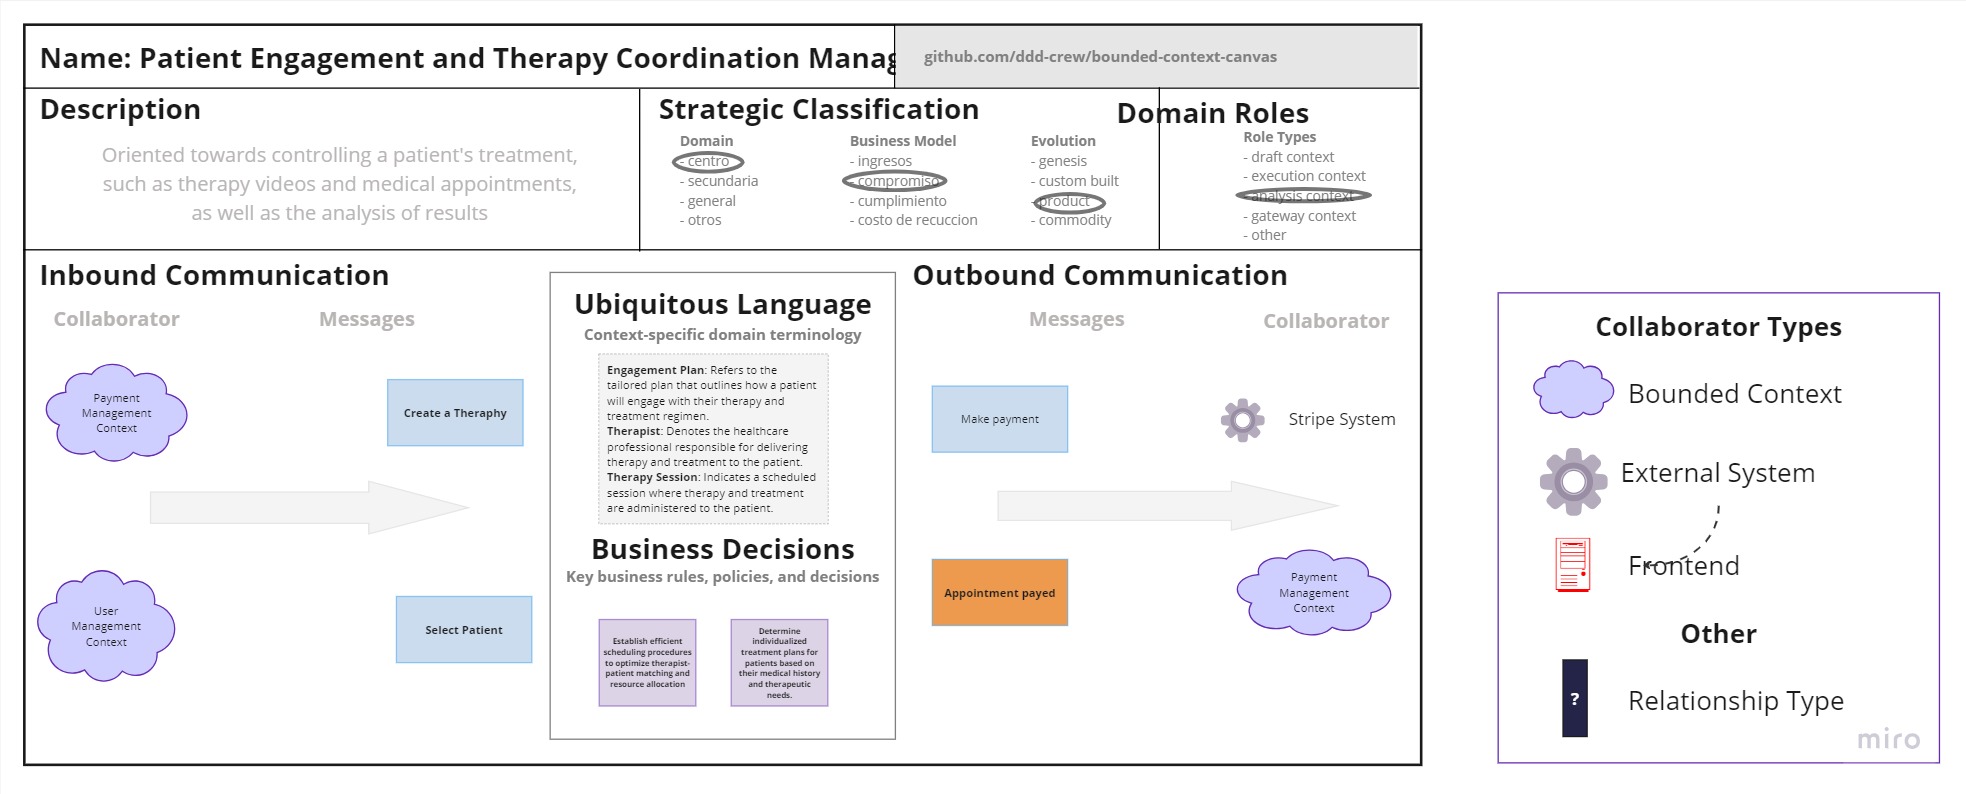 Name: Patient Engagement and Therapy Coordination Manag
github.com/ddd-crew/bounded-context-canvas
Description
Oriented towards controlling a patient's treatment,
such as therapy videos and medical appointments,
as well as the analysis of results
Strategic Classification
Domain
- centro
- secundaria
- general
- otros
Business Model
- ingresos
- compromiso
- cumplimiento
- costo de recuccion
Evolution
- genesis
- custom built
- product
- commodity
Domain Roles
Role Types
- draft context
- execution context
- analysis context
- gateway context
- other
Inbound Communication
Collaborator
Messages
Payment
Management
Context
Create a Theraphy
User
Management
Context
Select Patient
Ubiquitous Language
Context-specific domain terminology
Engagement Plan: Refers to the
tailored plan that outlines how a patient
will engage with their therapy and
treatment regimen.
Therapist: Denotes the healthcare
professional responsible for delivering
therapy and treatment to the patient.
Therapy Session: Indicates a scheduled
session where therapy and treatment
are administered to the patient.
Business Decisions
Key business rules, policies, and decisions
Establish efficient
scheduling procedures
to optimize therapist-
patient matching and
resource allocation
Determine
individualized
treatment plans for
patients based on
their medical history
and therapeutic
needs.
Outbound Communication
Messages
Collaborator
Make payment
Stripe System
Appointment payed
Payment
Management
Context
Collaborator Types
Bounded Context
External System
Frontend
Other
?
Relationship Type
miro